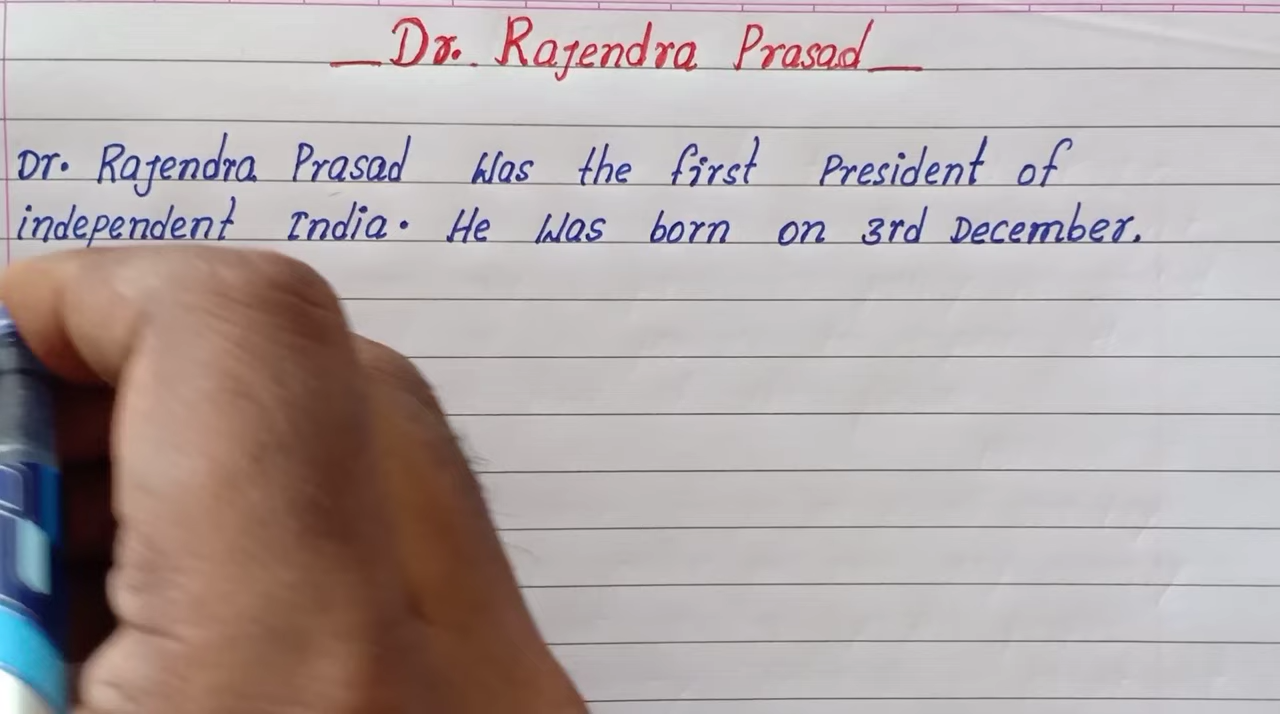 Dr. Rajendra Prasad
Dr. Rajendra Prasad was the first President of
independent India. He was born on 3rd December,